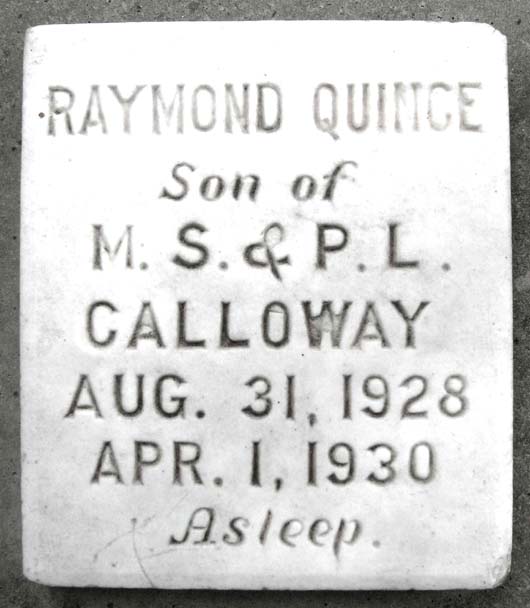 RAYMOND QUINCE
Son of
M. S. & P. L.
CALLOWAY
AUG. 31, 1928
APR. 1, 1930
Asleep.